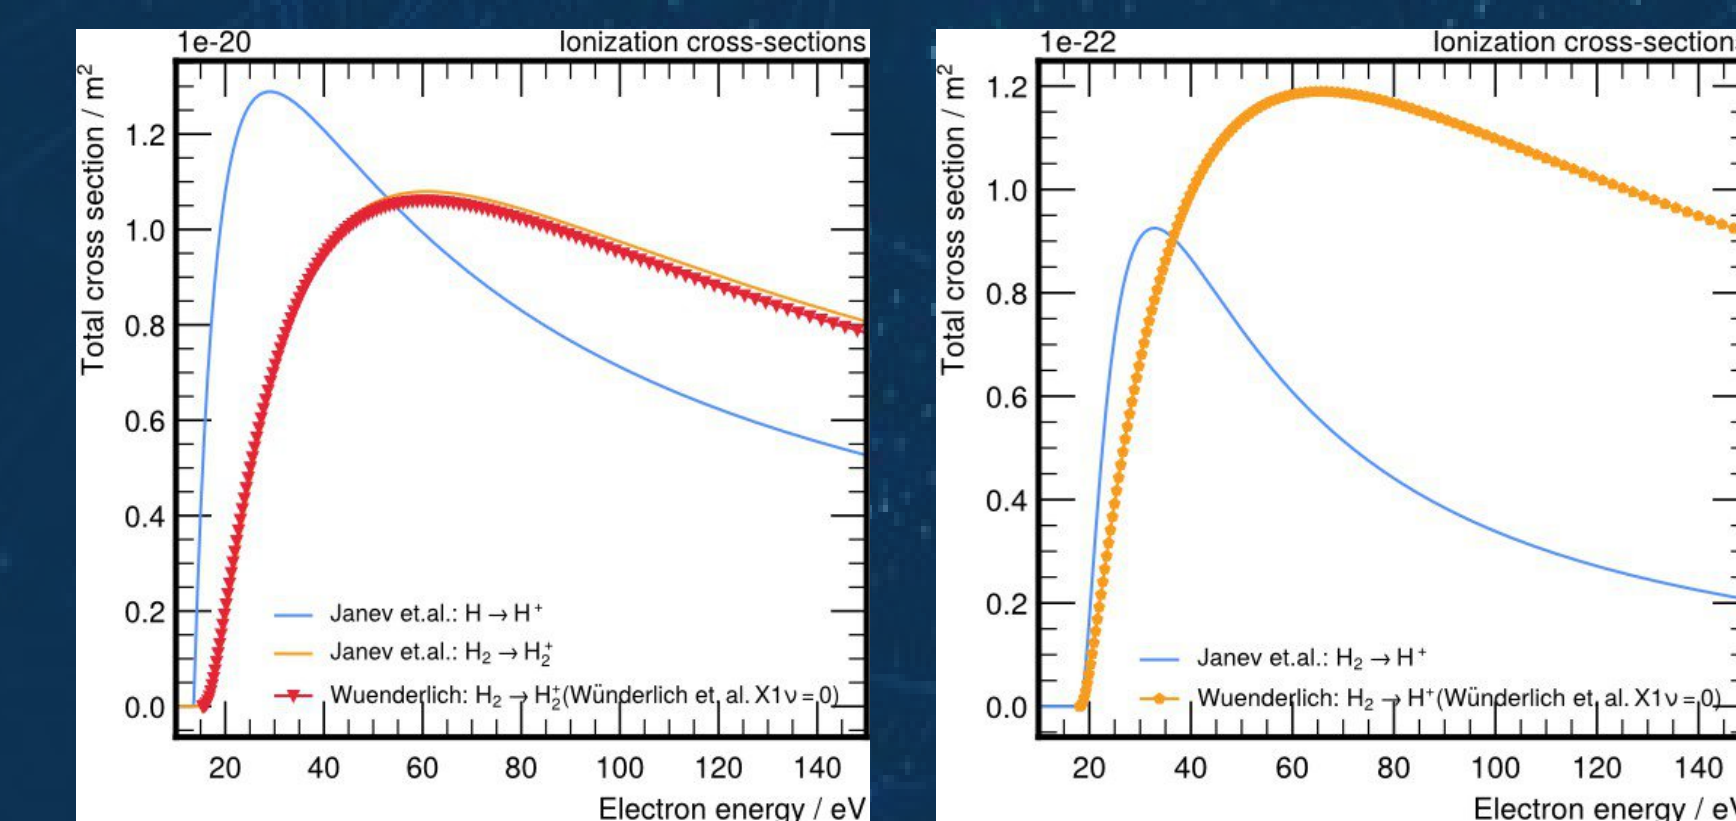 1e-20 Ionization cross-sections
Total cross section / m²
1.2
1.0
0.8
0.6
0.4
0.2
0.0
Janev et.al.: H → H⁺
Janev et.al.: H₂ → H₂⁺
Wuenderlich: H₂ → H₂⁺(Wünderlich et. al. X1ν = 0)
20 40 60 80 100 120 140
Electron energy / eV
1e-22 Ionization cross-section
Total cross section / m²
1.2
1.0
0.8
0.6
0.4
0.2
0.0
Janev et.al.: H₂ → H⁺
Wuenderlich: H₂ → H⁺(Wünderlich et. al. X1ν = 0)
20 40 60 80 100 120 140
Electron energy / eV